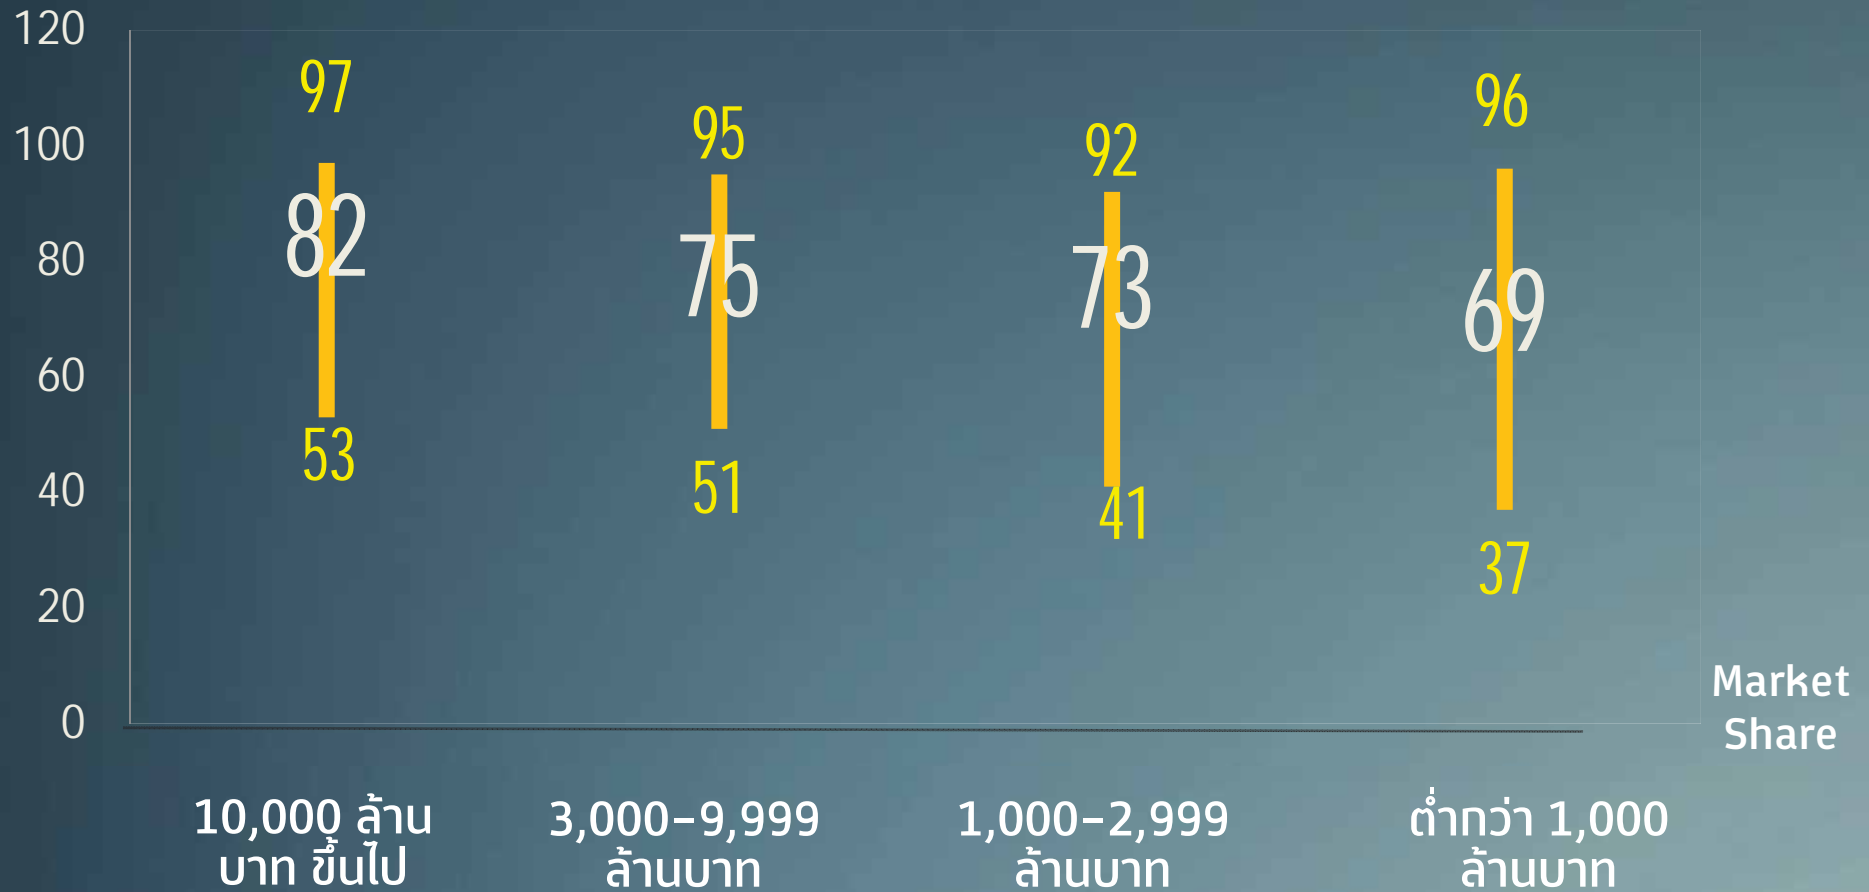 120
100
80
60
40
20
0
97
82
53
95
75
51
92
73
41
96
69
37
Market
Share
10,000 ล้าน
บาท ขึ้นไป
3,000-9,999
ล้านบาท
1,000-2,999
ล้านบาท
ต่ำกว่า 1,000
ล้านบาท